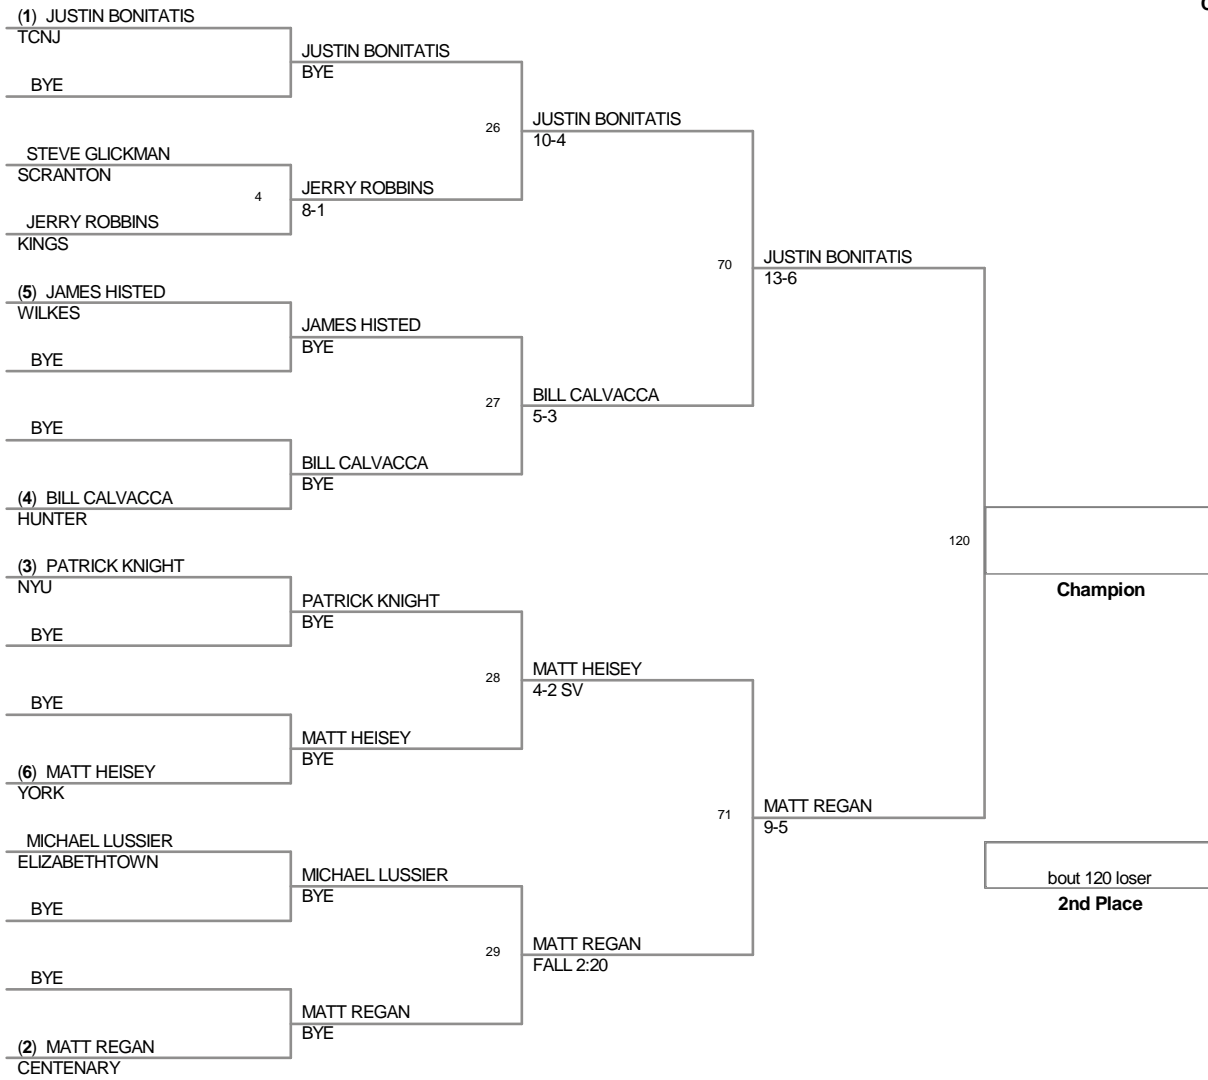 (1) JUSTIN BONITATIS
TCNJ
BYE
STEVE GLICKMAN
SCRANTON
JERRY ROBBINS
KINGS
(5) JAMES HISTED
WILKES
BYE
BYE
(4) BILL CALVACCA
HUNTER
(3) PATRICK KNIGHT
NYU
BYE
BYE
(6) MATT HEISEY
YORK
MICHAEL LUSSIER
ELIZABETHTOWN
BYE
BYE
(2) MATT REGAN
CENTENARY
JUSTIN BONITATIS
BYE
4
JERRY ROBBINS
8-1
JAMES HISTED
BYE
BILL CALVACCA
BYE
PATRICK KNIGHT
BYE
MATT HEISEY
BYE
MICHAEL LUSSIER
BYE
MATT REGAN
BYE
26
JUSTIN BONITATIS
10-4
27
BILL CALVACCA
5-3
28
MATT HEISEY
4-2 SV
29
MATT REGAN
FALL 2:20
70
JUSTIN BONITATIS
13-6
71
MATT REGAN
9-5
120
Champion
bout 120 loser
2nd Place